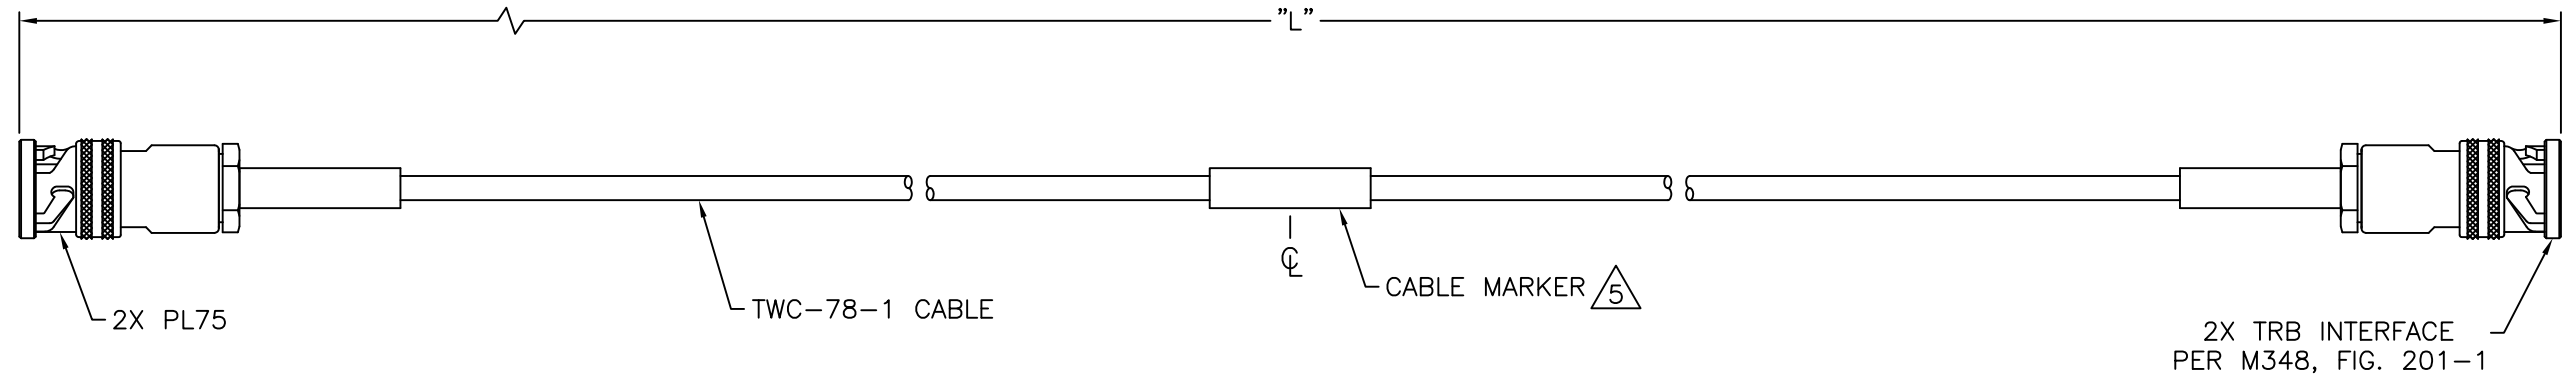 "L"
℄
CABLE MARKER 5
TWC-78-1 CABLE
2X PL75
2X TRB INTERFACE
PER M348, FIG. 201-1